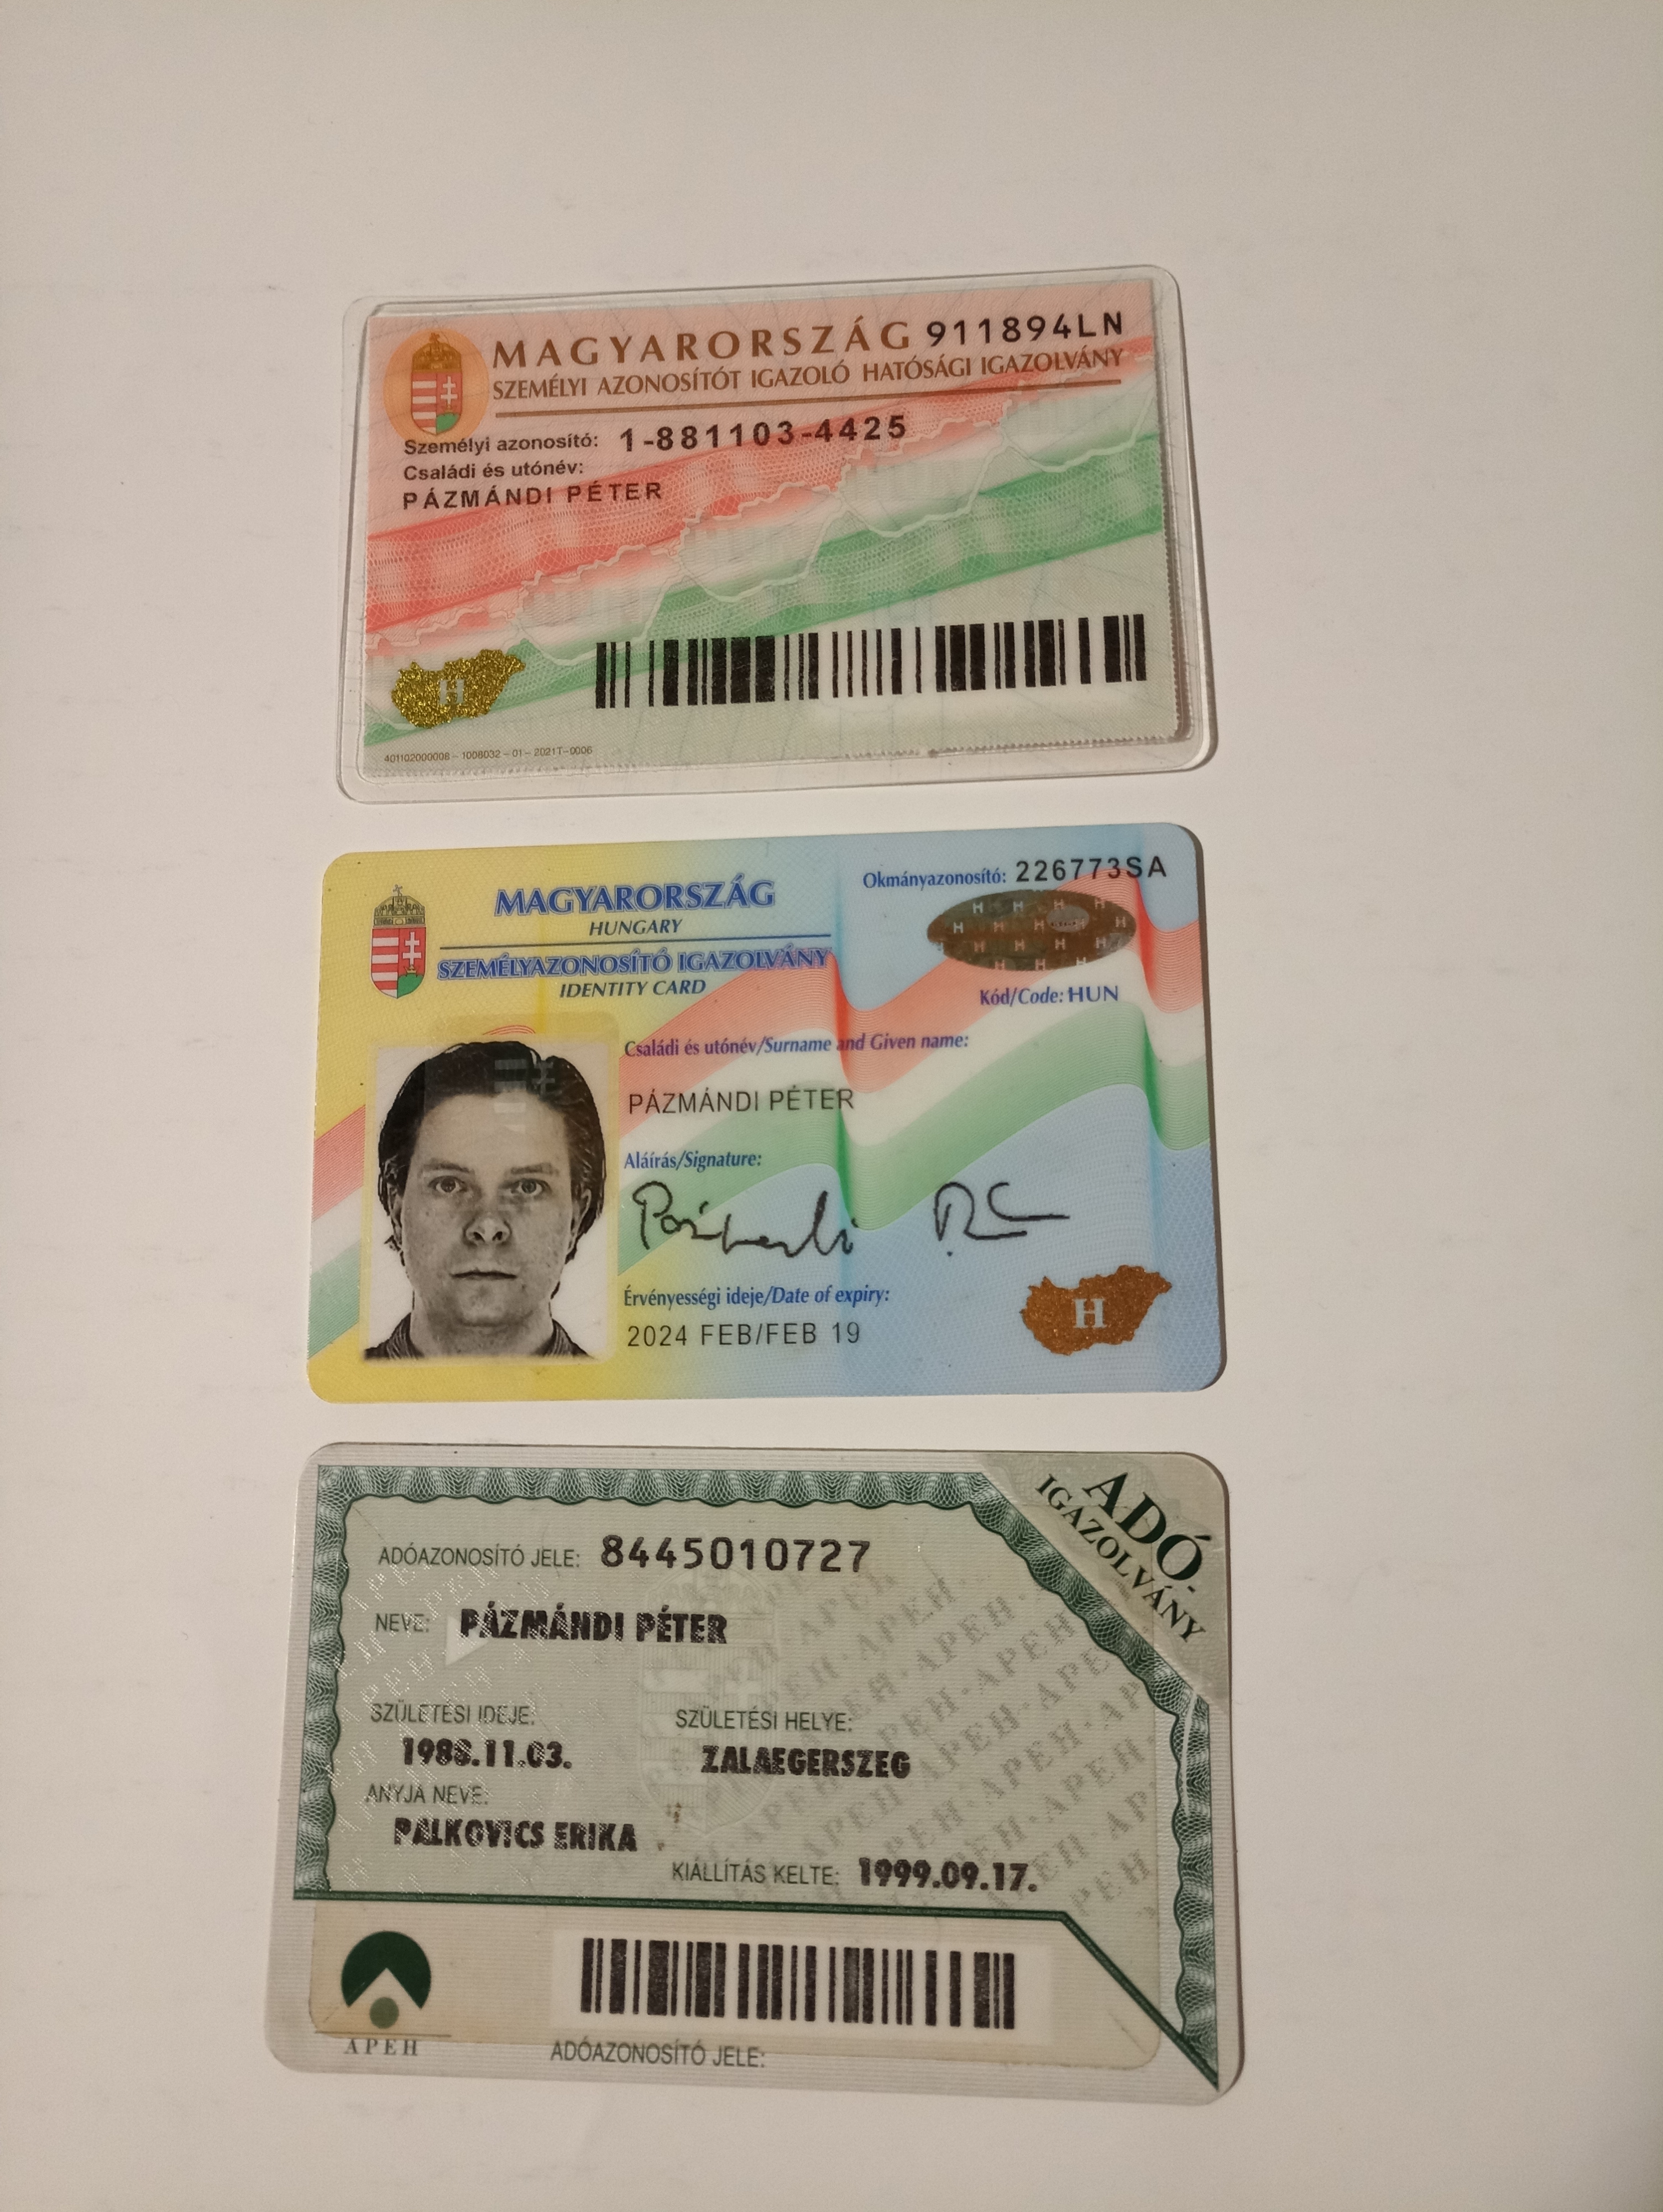 MAGYARORSZÁG 911894LN
SZEMÉLYI AZONOSÍTÓT IGAZOLÓ HATÓSÁGI IGAZOLVÁNY
Személyi azonosító: 1-881103-4425
Családi és utónév:
PÁZMÁNDI PÉTER
H
401102000008 – 1008032 – 01 – 2021T–0006
MAGYARORSZÁG
HUNGARY
SZEMÉLYAZONOSÍTÓ IGAZOLVÁNY
IDENTITY CARD
Okmányazonosító: 226773SA
Kód/Code: HUN
Családi és utónév/Surname and Given name:
PÁZMÁNDI PÉTER
Aláírás/Signature:
Érvényességi ideje/Date of expiry:
2024 FEB/FEB 19
H
ADÓ-
IGAZOLVÁNY
ADÓAZONOSÍTÓ JELE: 8445010727
NEVE: PÁZMÁNDI PÉTER
SZÜLETÉSI IDEJE: SZÜLETÉSI HELYE:
1988.11.03. ZALAEGERSZEG
ANYJA NEVE:
PALKOVICS ERIKA
KIÁLLÍTÁS KELTE: 1999.09.17.
APEH
ADÓAZONOSÍTÓ JELE: